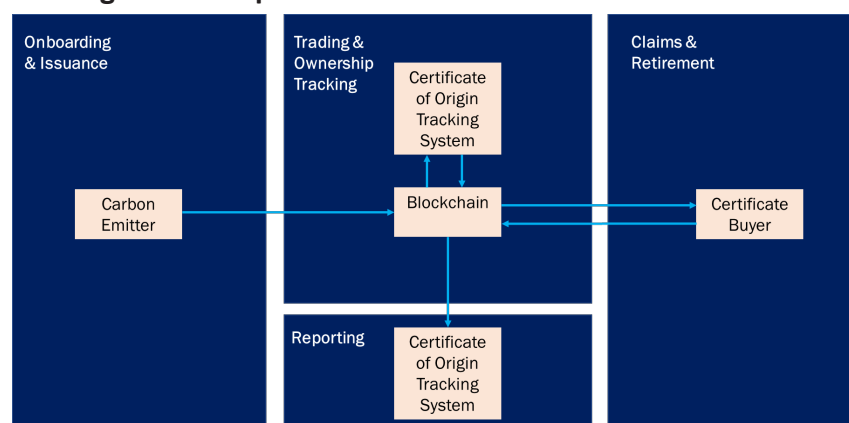 Onboarding
& Issuance
Trading &
Ownership
Tracking
Certificate
of Origin
Tracking
System
Claims &
Retirement
Carbon
Emitter
Blockchain
Certificate
Buyer
Reporting
Certificate
of Origin
Tracking
System